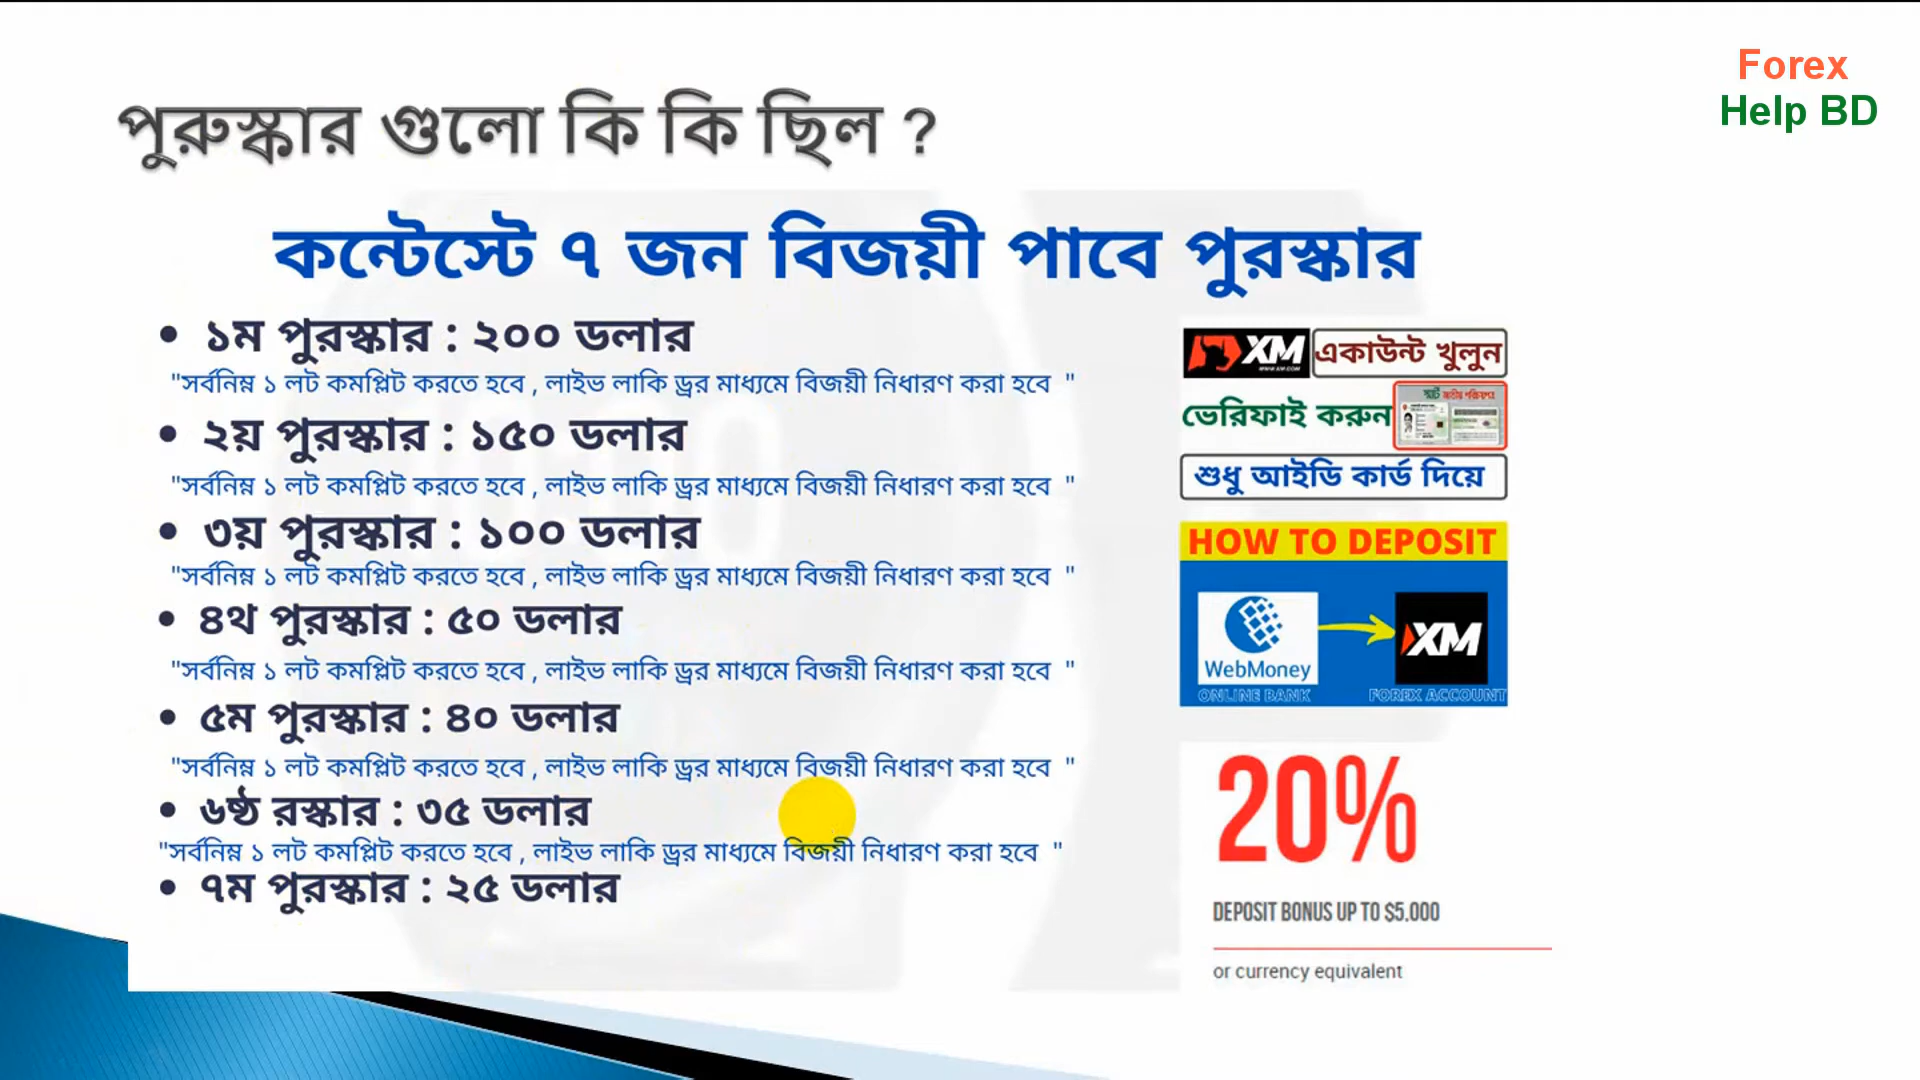 Forex
Help BD
পুরুস্কার গুলো কি কি ছিল ?
কন্টেস্টে ৭ জন বিজয়ী পাবে পুরস্কার
• ১ম পুরস্কার : ২০০ ডলার
"সর্বনিম্ন ১ লট কমপ্লিট করতে হবে , লাইভ লাকি ড্রর মাধ্যমে বিজয়ী নিধারণ করা হবে "
• ২য় পুরস্কার : ১৫০ ডলার
"সর্বনিম্ন ১ লট কমপ্লিট করতে হবে , লাইভ লাকি ড্রর মাধ্যমে বিজয়ী নিধারণ করা হবে "
• ৩য় পুরস্কার : ১০০ ডলার
"সর্বনিম্ন ১ লট কমপ্লিট করতে হবে , লাইভ লাকি ড্রর মাধ্যমে বিজয়ী নিধারণ করা হবে "
• ৪থ পুরস্কার : ৫০ ডলার
"সর্বনিম্ন ১ লট কমপ্লিট করতে হবে , লাইভ লাকি ড্রর মাধ্যমে বিজয়ী নিধারণ করা হবে "
• ৫ম পুরস্কার : ৪০ ডলার
"সর্বনিম্ন ১ লট কমপ্লিট করতে হবে , লাইভ লাকি ড্রর মাধ্যমে বিজয়ী নিধারণ করা হবে "
• ৬ষ্ঠ রস্কার : ৩৫ ডলার
"সর্বনিম্ন ১ লট কমপ্লিট করতে হবে , লাইভ লাকি ড্রর মাধ্যমে বিজয়ী নিধারণ করা হবে "
• ৭ম পুরস্কার : ২৫ ডলার
XM একাউন্ট খুলুন
WWW.XM.COM
ভেরিফাই করুন
শুধু আইডি কার্ড দিয়ে
HOW TO DEPOSIT
WebMoney XM
ONLINE BANK FOREX ACCOUNT
20%
DEPOSIT BONUS UP TO $5,000
or currency equivalent